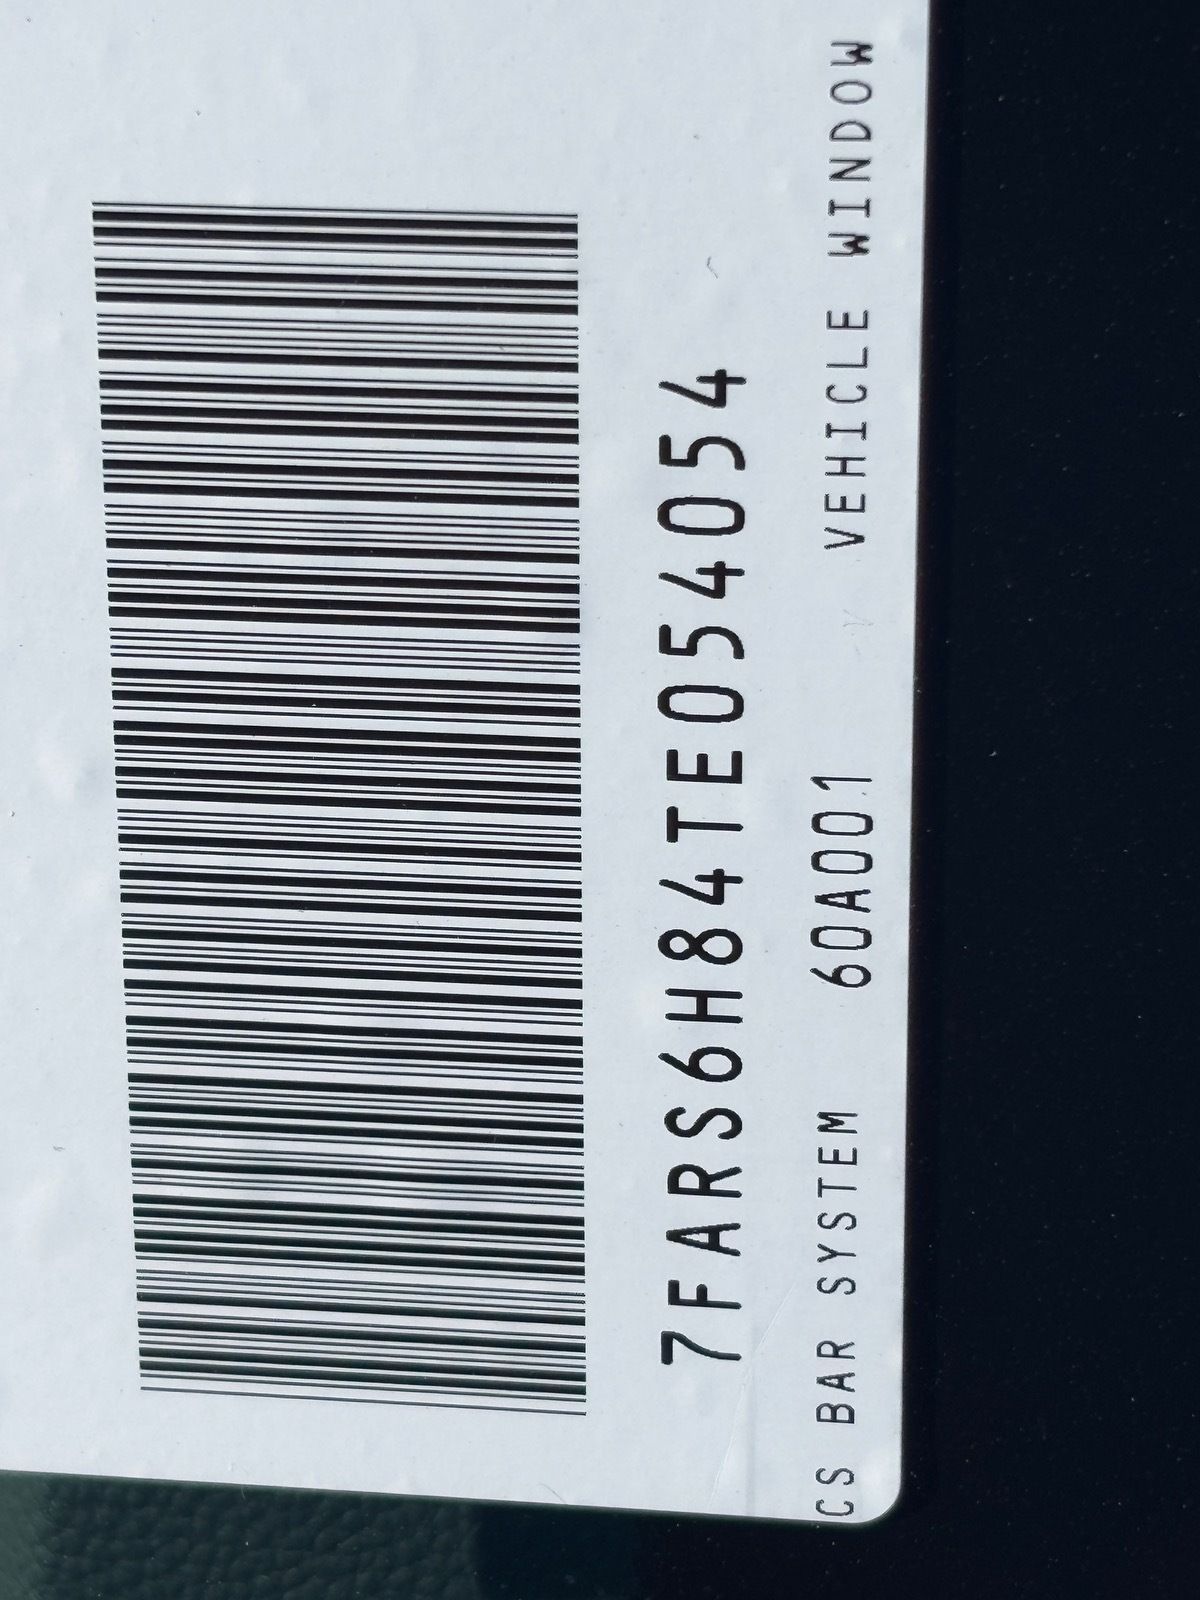 7FARS6H84TE054054
CS BAR SYSTEM 60A001 VEHICLE WINDOW